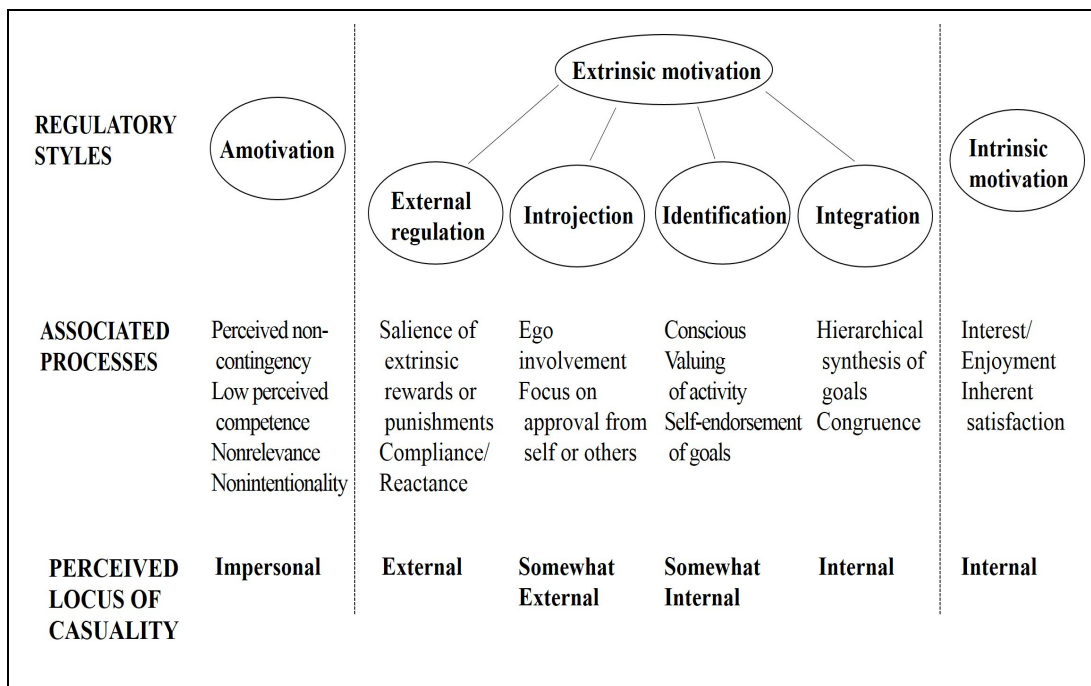 Extrinsic motivation
REGULATORY
STYLES
Amotivation
External
regulation
Introjection
Identification
Integration
Intrinsic
motivation
ASSOCIATED
PROCESSES
Perceived non-
contingency
Low perceived
competence
Nonrelevance
Nonintentionality
Salience of
extrinsic
rewards or
punishments
Compliance/
Reactance
Ego
involvement
Focus on
approval from
self or others
Conscious
Valuing
of activity
Self-endorsement
of goals
Hierarchical
synthesis of
goals
Congruence
Interest/
Enjoyment
Inherent
satisfaction
PERCEIVED
LOCUS OF
CASUALITY
Impersonal
External
Somewhat
External
Somewhat
Internal
Internal
Internal